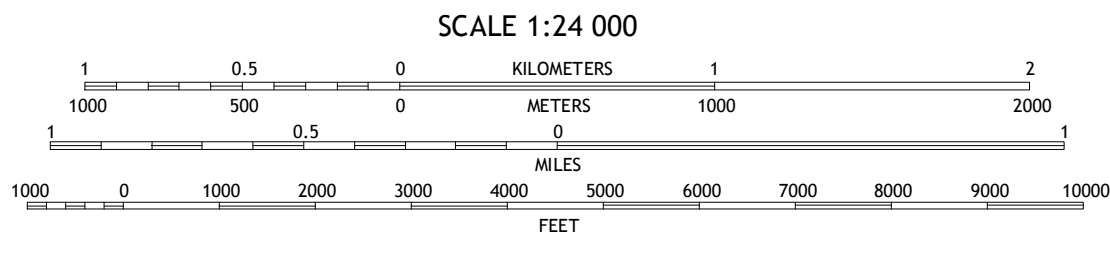 SCALE 1:24 000
1 0.5 0 KILOMETERS 1 2
1000 500 0 METERS 1000 2000
1 0.5 0 1
MILES
1000 0 1000 2000 3000 4000 5000 6000 7000 8000 9000 10000
FEET